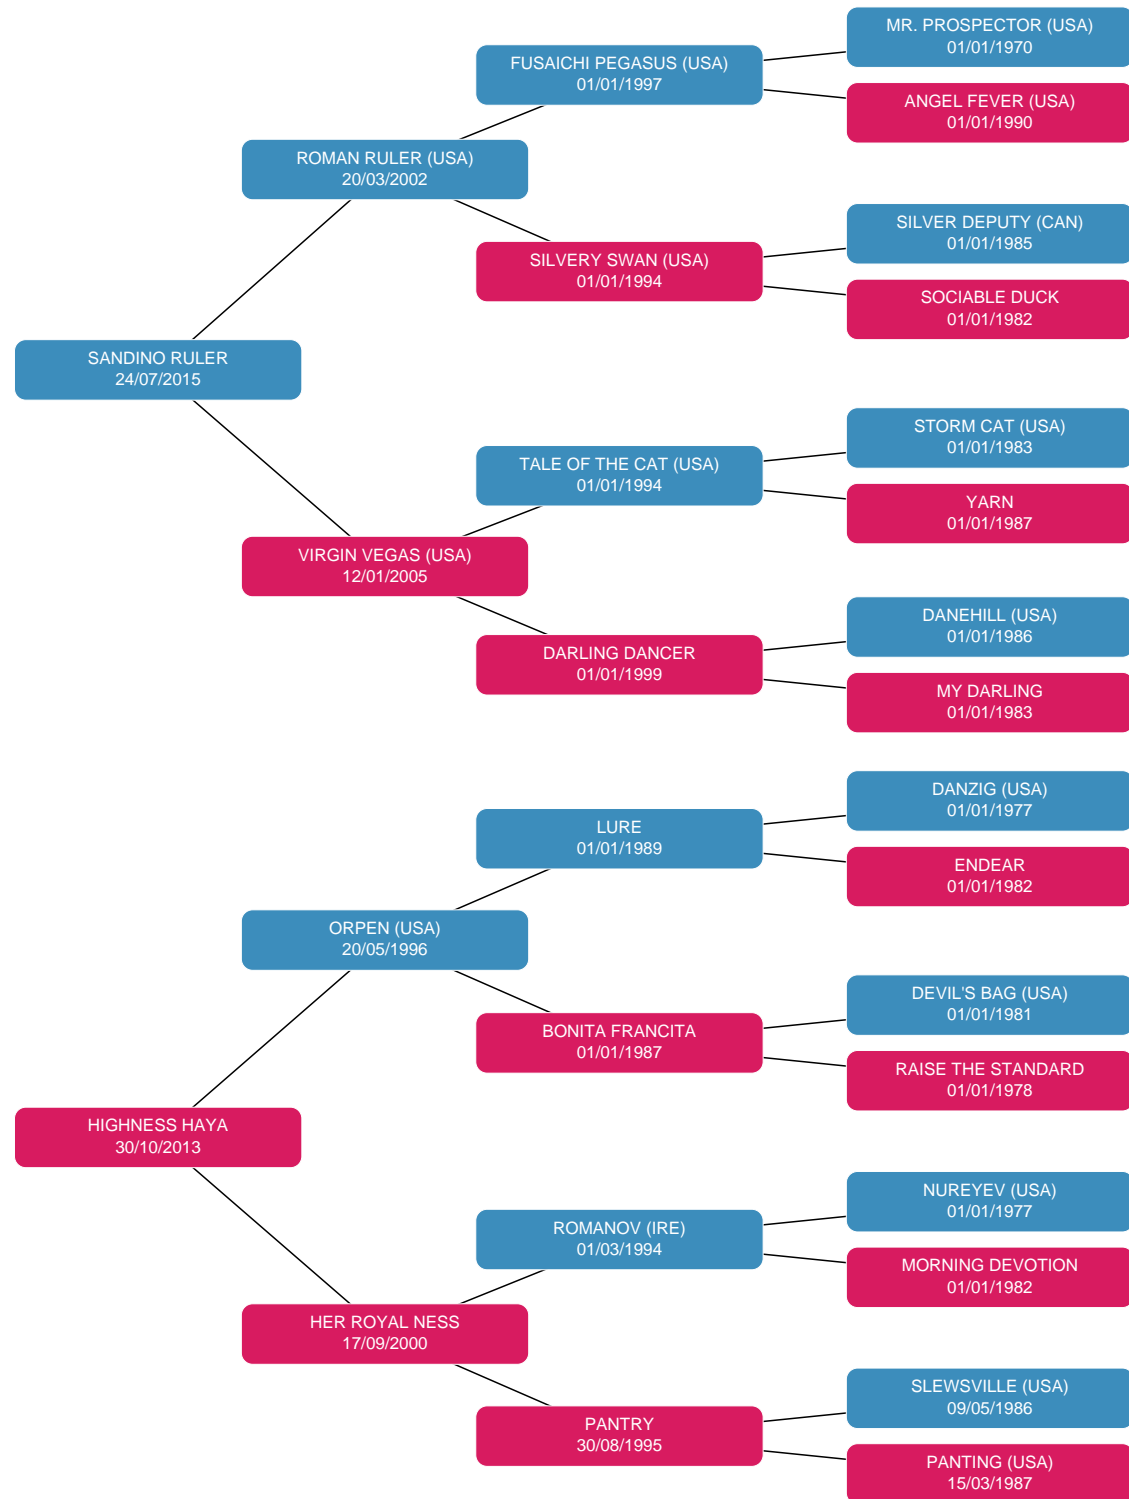 MR. PROSPECTOR (USA)
01/01/1970
FUSAICHI PEGASUS (USA)
01/01/1997
ANGEL FEVER (USA)
01/01/1990
ROMAN RULER (USA)
20/03/2002
SILVER DEPUTY (CAN)
01/01/1985
SILVERY SWAN (USA)
01/01/1994
SOCIABLE DUCK
01/01/1982
SANDINO RULER
24/07/2015
STORM CAT (USA)
01/01/1983
TALE OF THE CAT (USA)
01/01/1994
YARN
01/01/1987
VIRGIN VEGAS (USA)
12/01/2005
DANEHILL (USA)
01/01/1986
DARLING DANCER
01/01/1999
MY DARLING
01/01/1983
DANZIG (USA)
01/01/1977
LURE
01/01/1989
ENDEAR
01/01/1982
ORPEN (USA)
20/05/1996
DEVIL'S BAG (USA)
01/01/1981
BONITA FRANCITA
01/01/1987
RAISE THE STANDARD
01/01/1978
HIGHNESS HAYA
30/10/2013
NUREYEV (USA)
01/01/1977
ROMANOV (IRE)
01/03/1994
MORNING DEVOTION
01/01/1982
HER ROYAL NESS
17/09/2000
SLEWSVILLE (USA)
09/05/1986
PANTRY
30/08/1995
PANTING (USA)
15/03/1987